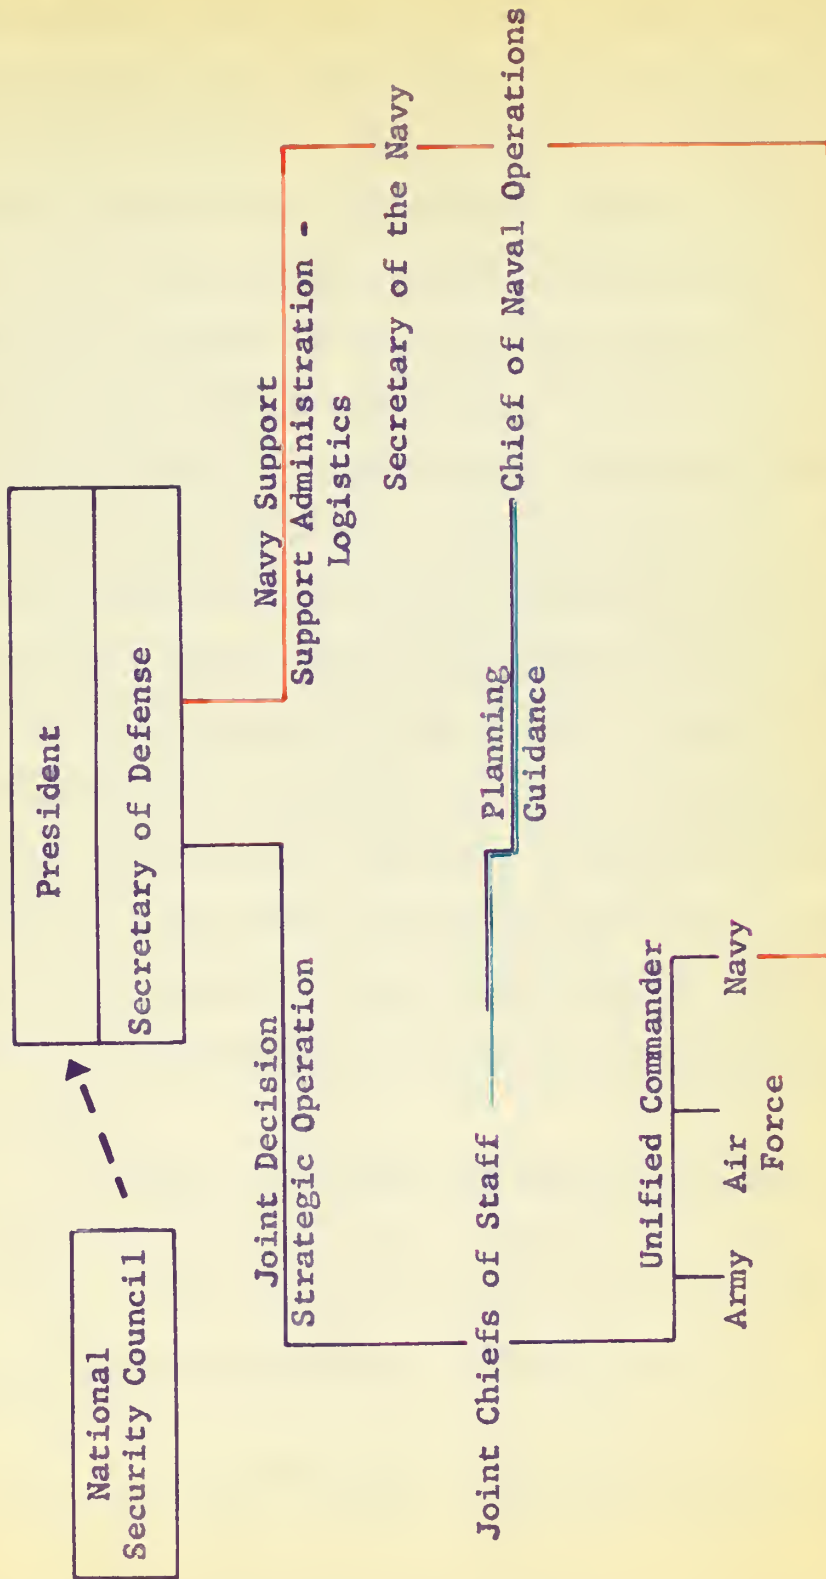 National
Security Council
President
Secretary of Defense
Joint Decision
Strategic Operation
Navy Support
Support Administration -
Logistics
Secretary of the Navy
Joint Chiefs of Staff
Planning
Guidance
Chief of Naval Operations
Unified Commander
Army
Air
Force
Navy